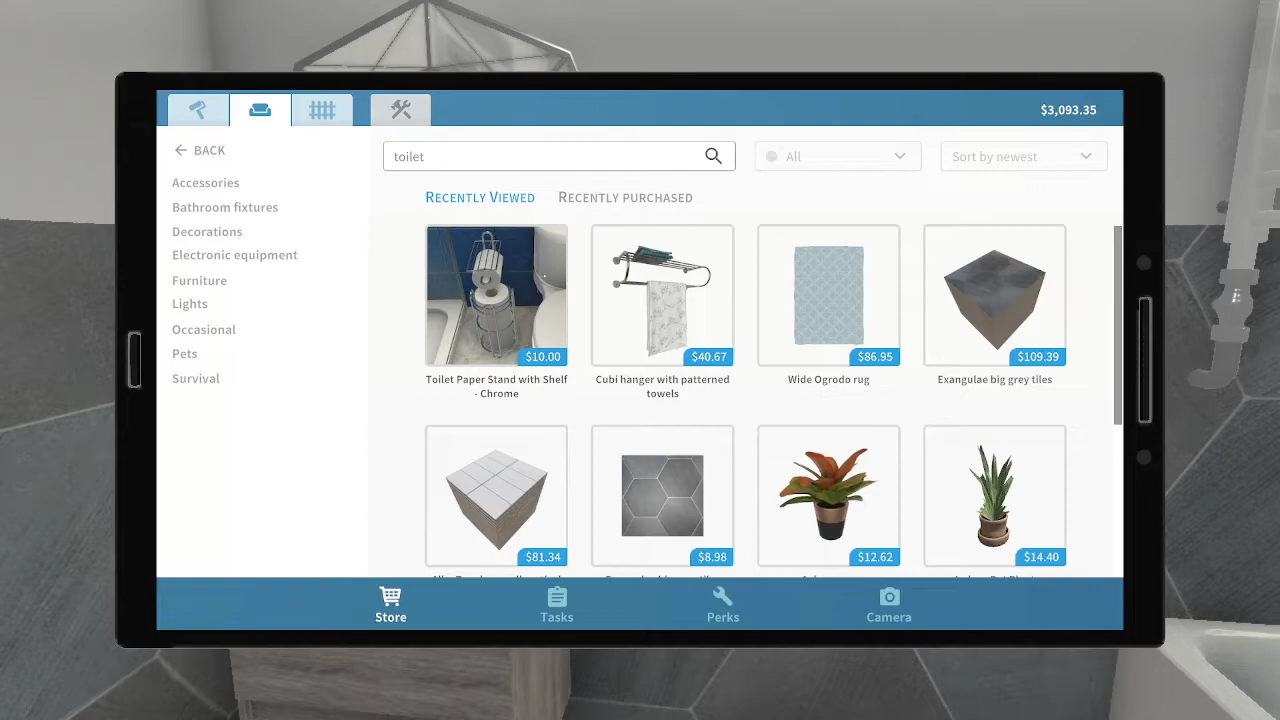 $3,093.35
BACK
toilet
All
Sort by newest
Accessories
Bathroom fixtures
Decorations
Electronic equipment
Furniture
Lights
Occasional
Pets
Survival
RECENTLY VIEWED
RECENTLY PURCHASED
$10.00
$40.67
$86.95
$109.39
Toilet Paper Stand with Shelf
- Chrome
Cubi hanger with patterned
towels
Wide Ogrodo rug
Exangulae big grey tiles
$81.34
$8.98
$12.62
$14.40
Store
Tasks
Perks
Camera